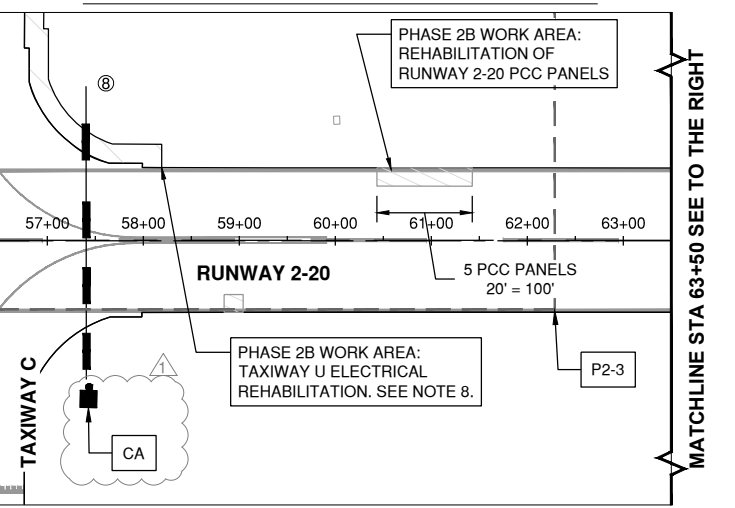 PHASE 2B WORK AREA:
REHABILITATION OF
RUNWAY 2-20 PCC PANELS
8
57+00
58+00
59+00
60+00
61+00
62+00
63+00
RUNWAY 2-20
5 PCC PANELS
20' = 100'
PHASE 2B WORK AREA:
TAXIWAY U ELECTRICAL
REHABILITATION. SEE NOTE 8.
P2-3
1
CA
TAXIWAY C
MATCHLINE STA 63+50 SEE TO THE RIGHT